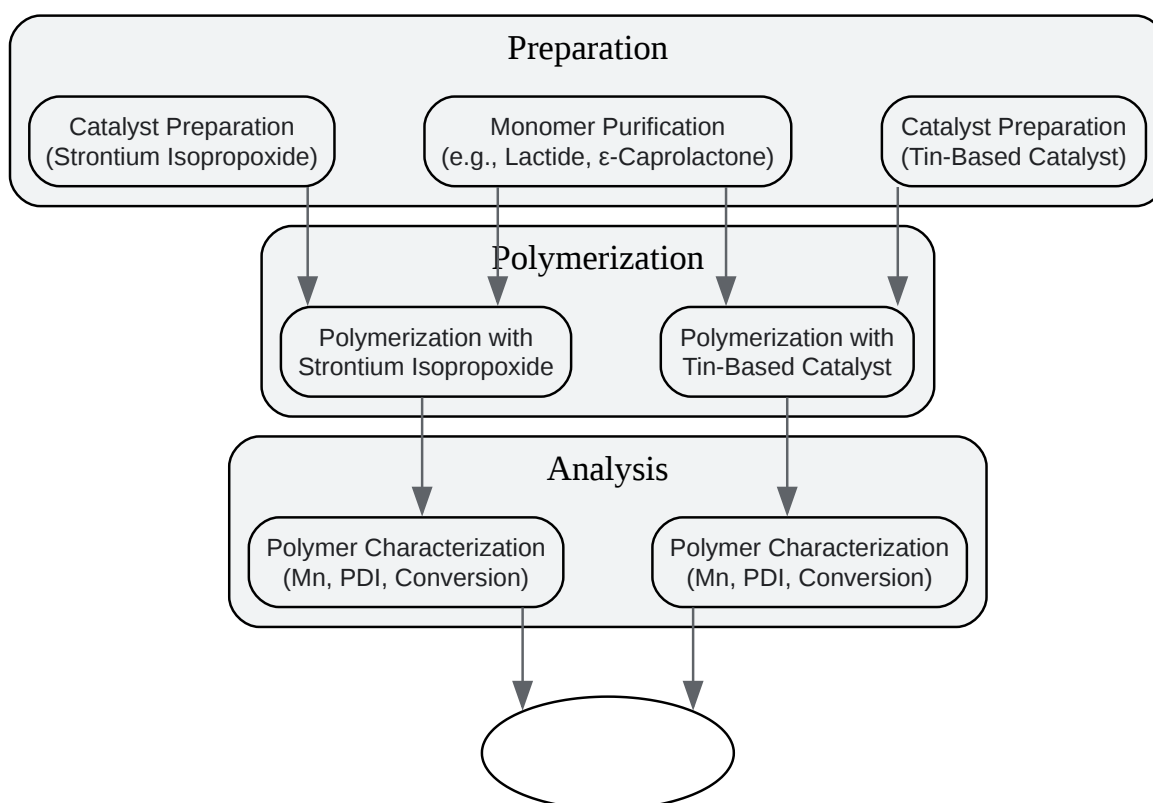 Preparation
Catalyst Preparation
(Strontium Isopropoxide)
Monomer Purification
(e.g., Lactide, ε-Caprolactone)
Catalyst Preparation
(Tin-Based Catalyst)
Polymerization
Polymerization with
Strontium Isopropoxide
Polymerization with
Tin-Based Catalyst
Analysis
Polymer Characterization
(Mn, PDI, Conversion)
Polymer Characterization
(Mn, PDI, Conversion)